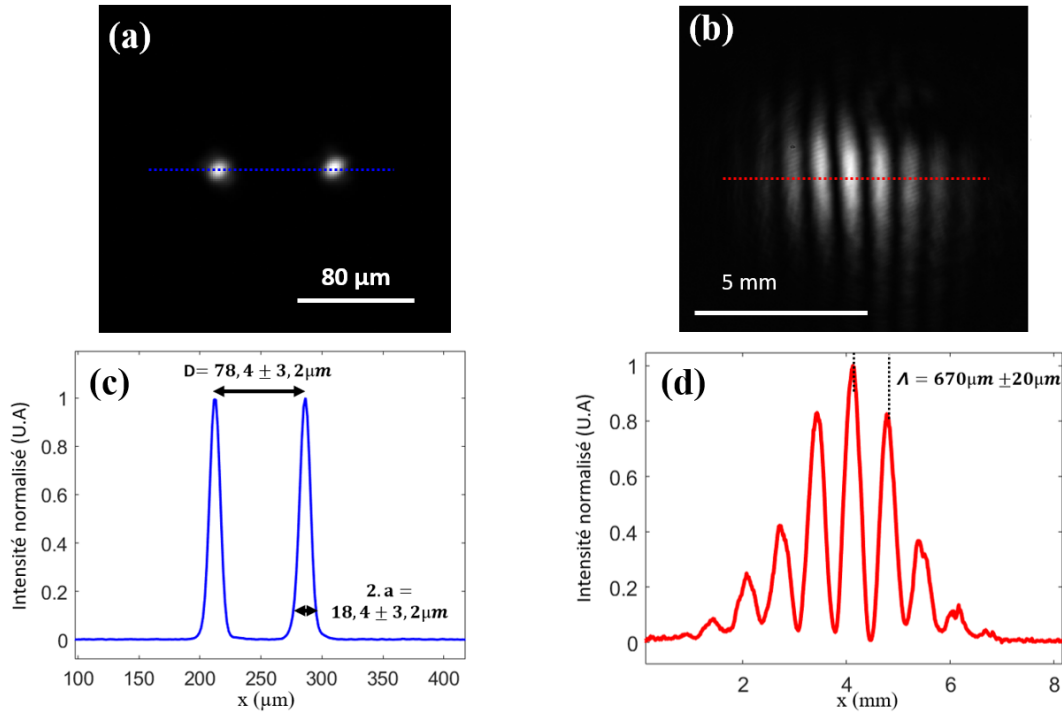 (a)
80 µm
(b)
5 mm
(c)
D= 78,4 ± 3,2µm
2.a =
18,4 ± 3,2µm
Intensité normalisé (U.A)
1
0.8
0.6
0.4
0.2
0
100 150 200 250 300 350 400
x (µm)
(d)
Λ = 670µm ±20µm
Intensité normalisé (U.A)
1
0.8
0.6
0.4
0.2
0
2 4 6 8
x (mm)